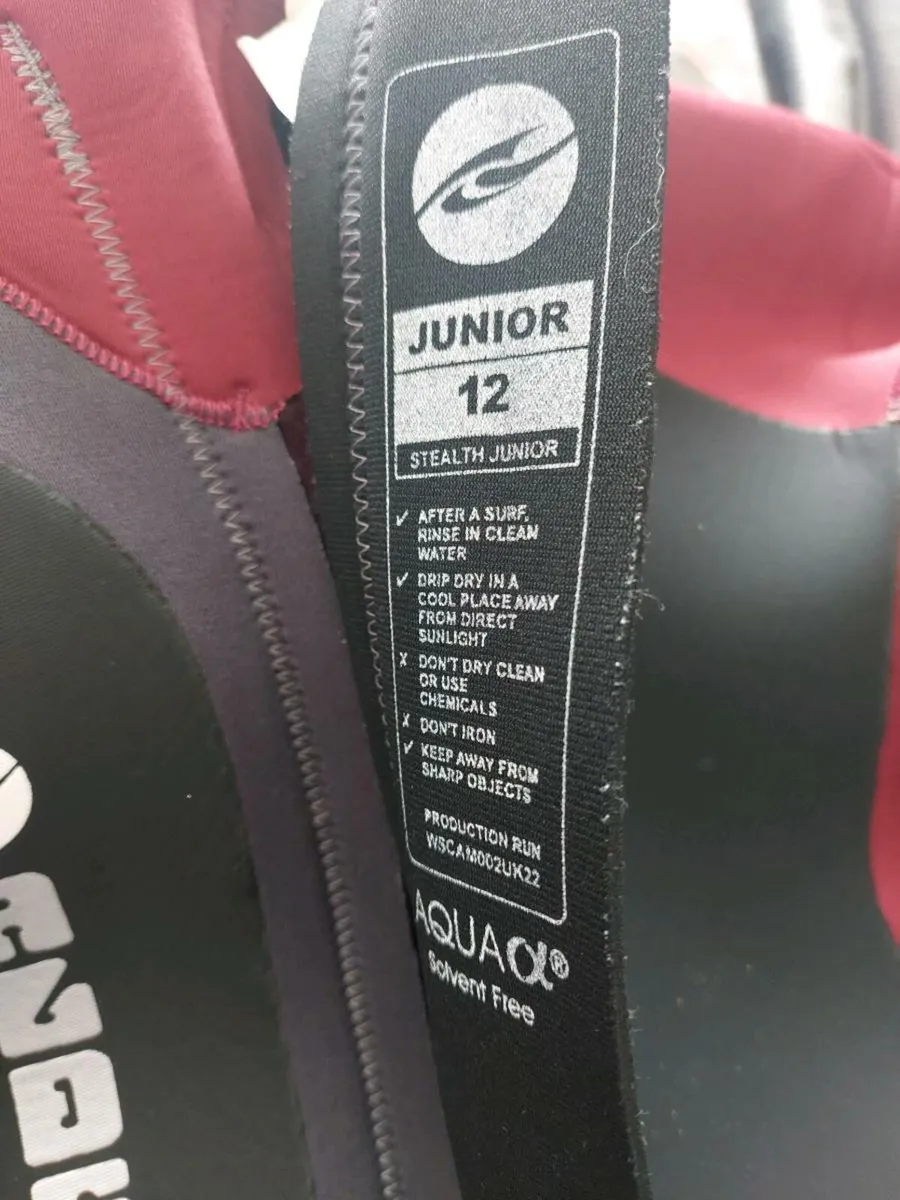 JUNIOR
12
STEALTH JUNIOR
✓ AFTER A SURF,
RINSE IN CLEAN
WATER
✓ DRIP DRY IN A
COOL PLACE AWAY
FROM DIRECT
SUNLIGHT
X DON'T DRY CLEAN
OR USE
CHEMICALS
X DON'T IRON
✓ KEEP AWAY FROM
SHARP OBJECTS
PRODUCTION RUN
WSCAM002UK22
AQUAα®
Solvent Free